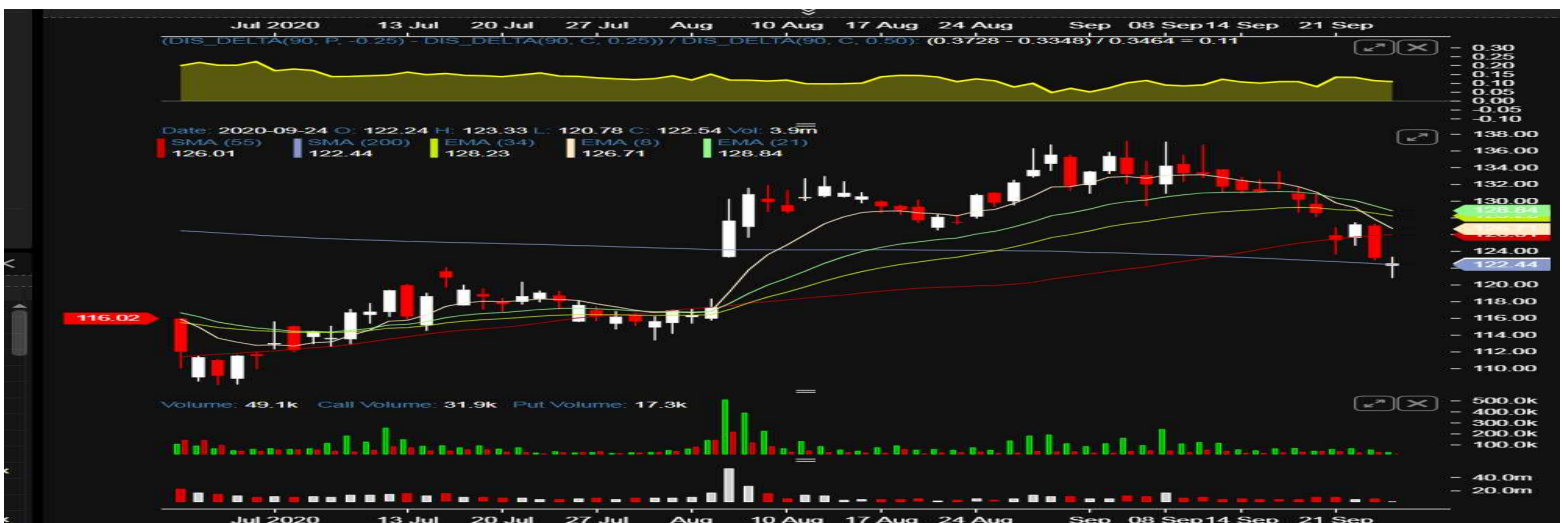 Jul 2020 13 Jul 20 Jul 27 Jul Aug 10 Aug 17 Aug 24 Aug Sep 08 Sep 14 Sep 21 Sep
(DIS_DELTA(90, P, -0.25) - DIS_DELTA(90, C, 0.25)) / DIS_DELTA(90, C, 0.50): (0.3728 - 0.3348) / 0.3464 = 0.11
0.30
0.25
0.20
0.15
0.10
0.05
0.00
-0.05
-0.10
Date: 2020-09-24 O: 122.24 H: 123.33 L: 120.78 C: 122.54 Vol: 3.9m
SMA (55) SMA (200) EMA (34) EMA (8) EMA (21)
126.01 122.44 128.23 126.71 128.84
138.00
136.00
134.00
132.00
130.00
128.84
126.71
124.00
122.44
120.00
118.00
116.02
116.00
114.00
112.00
110.00
Volume: 49.1k Call Volume: 31.9k Put Volume: 17.3k
500.0k
400.0k
300.0k
200.0k
100.0k
40.0m
20.0m
Jul 2020 13 Jul 20 Jul 27 Jul Aug 10 Aug 17 Aug 24 Aug Sep 08 Sep 14 Sep 21 Sep